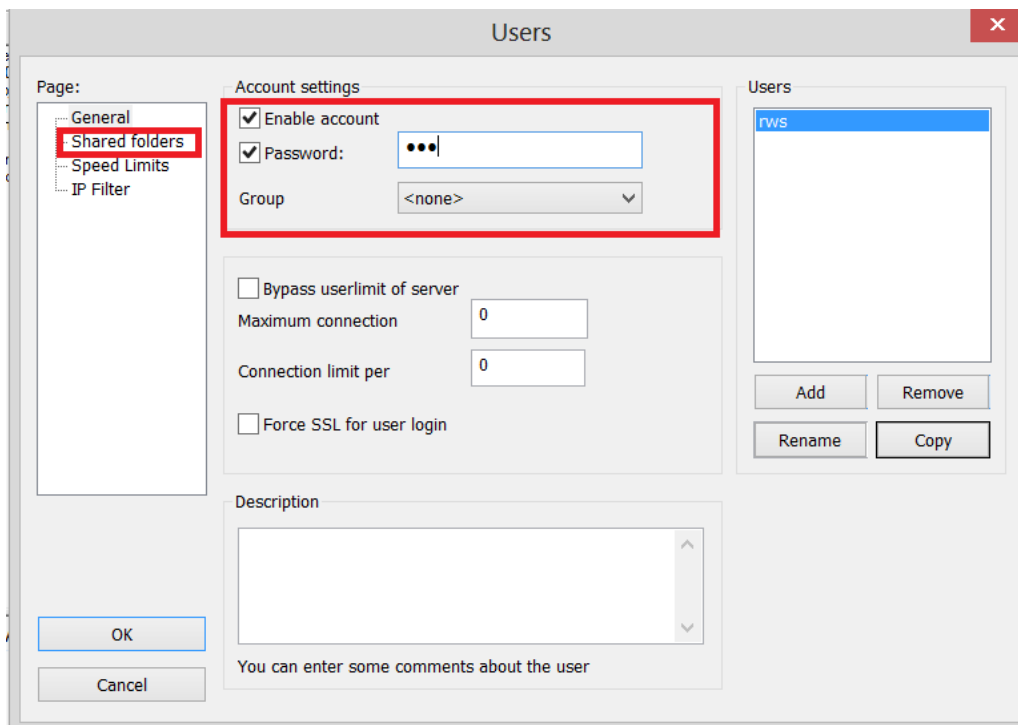 Users
Page:
General
Shared folders
Speed Limits
IP Filter
OK
Cancel
Account settings
Enable account
Password: •••
Group <none>
Bypass userlimit of server
Maximum connection 0
Connection limit per 0
Force SSL for user login
Description
You can enter some comments about the user
Users
rws
Add Remove
Rename Copy